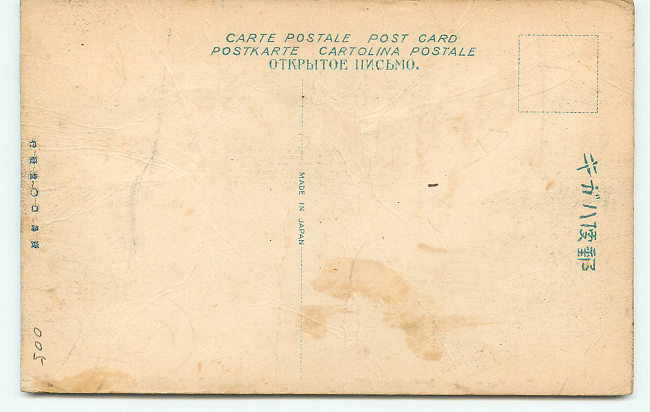 CARTE POSTALE POST CARD
POSTKARTE CARTOLINA POSTALE
ОТКРЫТОЕ ПИСЬМО.
MADE IN JAPAN
郵便ハガキ